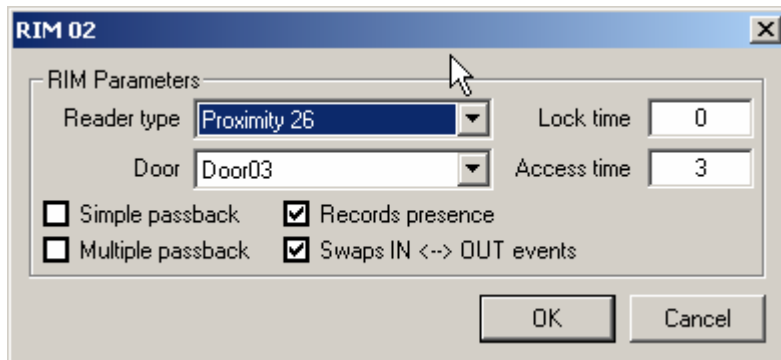 RIM 02
RIM Parameters
Reader type Proximity 26 Lock time 0
Door Door03 Access time 3
Simple passback Records presence
Multiple passback Swaps IN <--> OUT events
OK Cancel